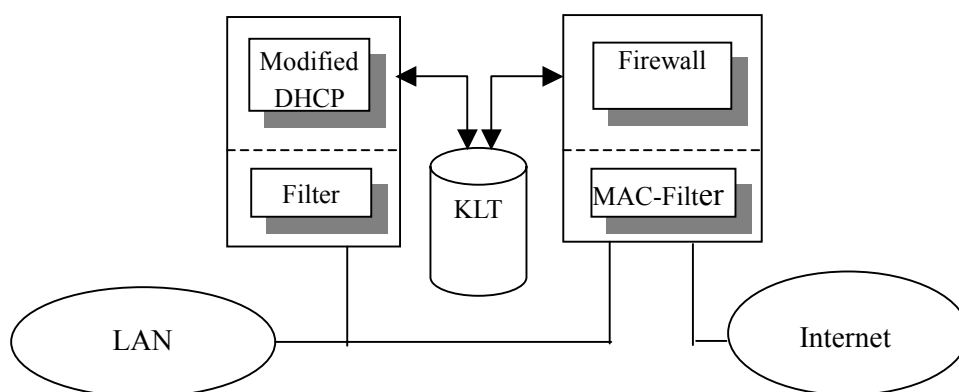 Modified
DHCP
Firewall
Filter
KLT
MAC-Filter
LAN
Internet